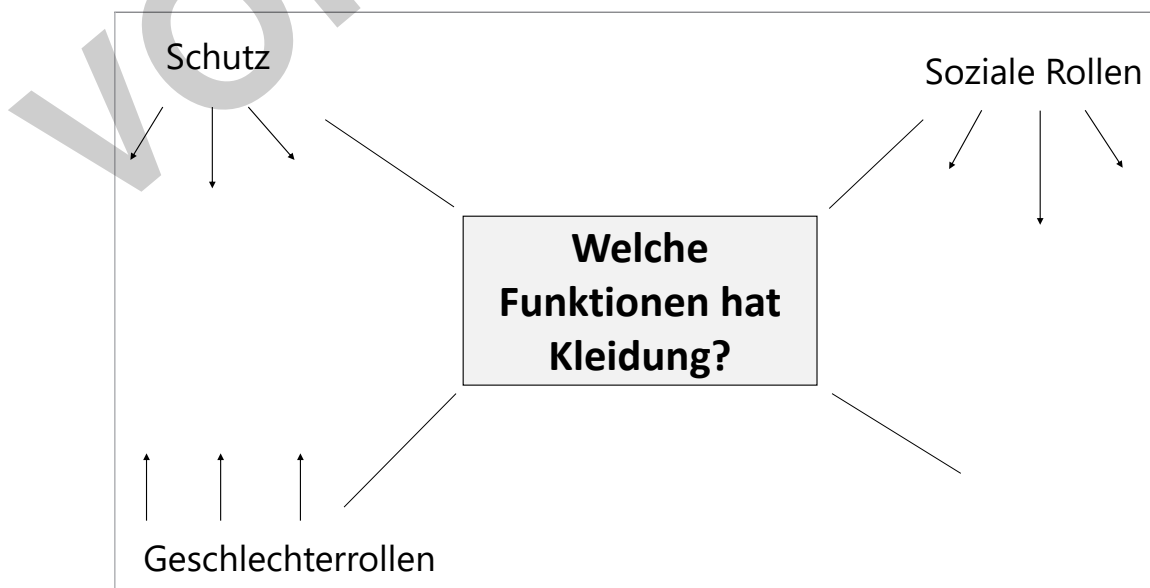 Schutz
Soziale Rollen
Welche
Funktionen hat
Kleidung?
Geschlechterrollen